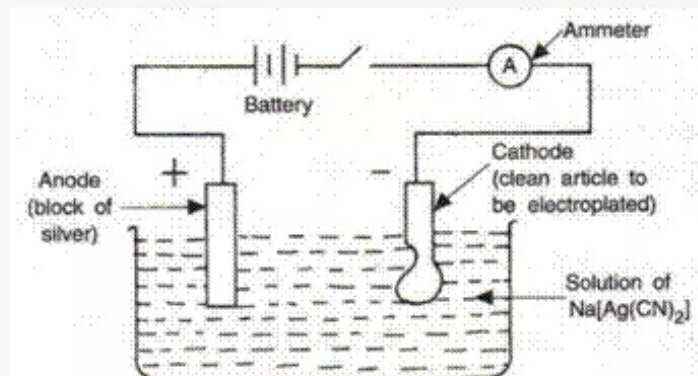 Ammeter
A
Battery
+
−
Anode
(block of
silver)
Cathode
(clean article to
be electroplated)
Solution of
Na[Ag(CN)₂]